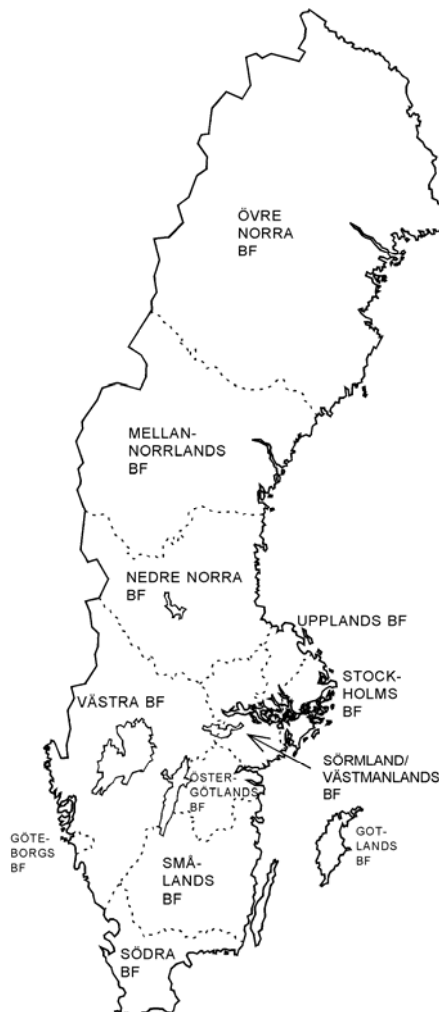 ÖVRE
NORRA
BF
MELLAN-
NORRLANDS
BF
NEDRE NORRA
BF
UPPLANDS BF
STOCK-
HOLMS
BF
VÄSTRA BF
SÖRMLAND/
VÄSTMANLANDS
BF
ÖSTER-
GÖTLANDS
BF
GÖTE-
BORGS
BF
GOT-
LANDS
BF
SMÅ-
LANDS
BF
SÖDRA
BF